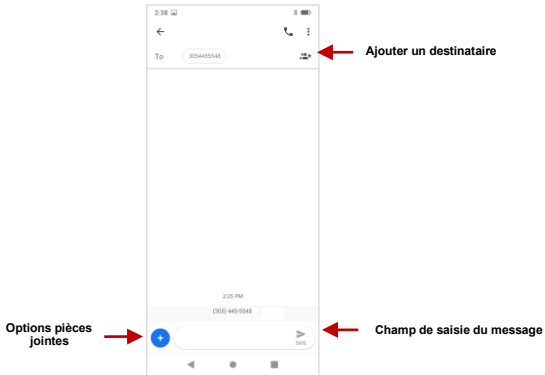 2:38
To 3054455548
Ajouter un destinataire
2:25 PM
(305) 445-5548
Options pièces
jointes
Champ de saisie du message
SMS